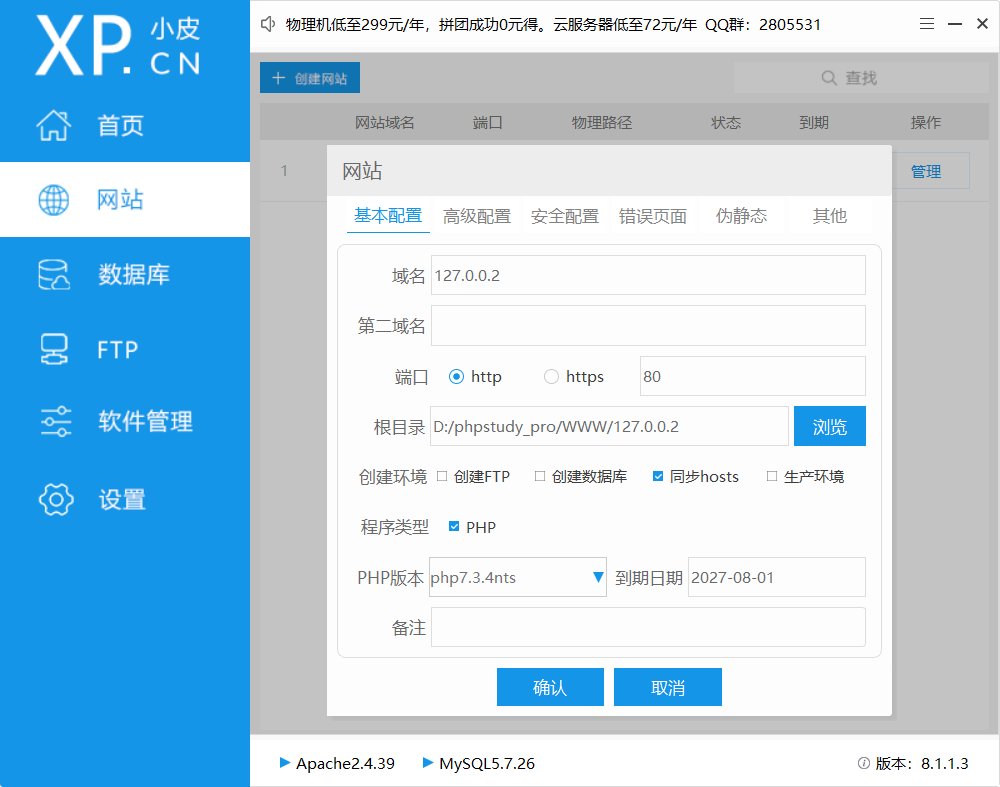 XP.CN 小皮
物理机低至299元/年，拼团成功0元得。云服务器低至72元/年 QQ群：2805531
首页
网站
数据库
FTP
软件管理
设置
创建网站
查找
网站域名 端口 物理路径 状态 到期 操作
1 管理
网站
基本配置 高级配置 安全配置 错误页面 伪静态 其他
域名 127.0.0.2
第二域名
端口 http https 80
根目录 D:/phpstudy_pro/WWW/127.0.0.2 浏览
创建环境 创建FTP 创建数据库 同步hosts 生产环境
程序类型 PHP
PHP版本 php7.3.4nts 到期日期 2027-08-01
备注
确认 取消
Apache2.4.39 MySQL5.7.26 版本：8.1.1.3